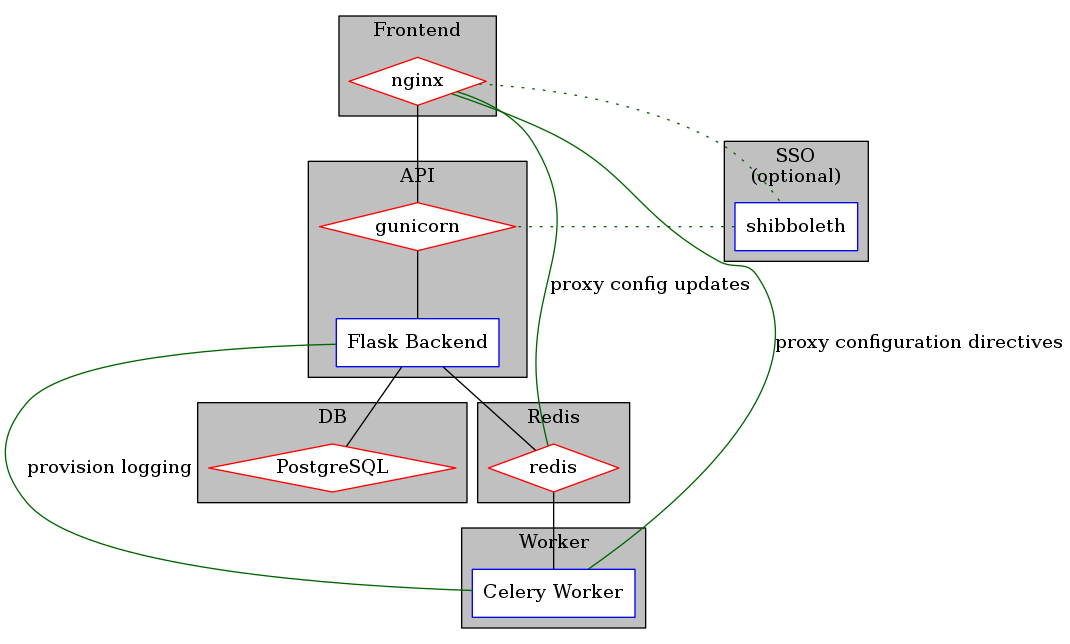 Frontend
nginx
SSO
(optional)
API
gunicorn
shibboleth
proxy config updates
Flask Backend
proxy configuration directives
DB
Redis
provision logging
PostgreSQL
redis
Worker
Celery Worker